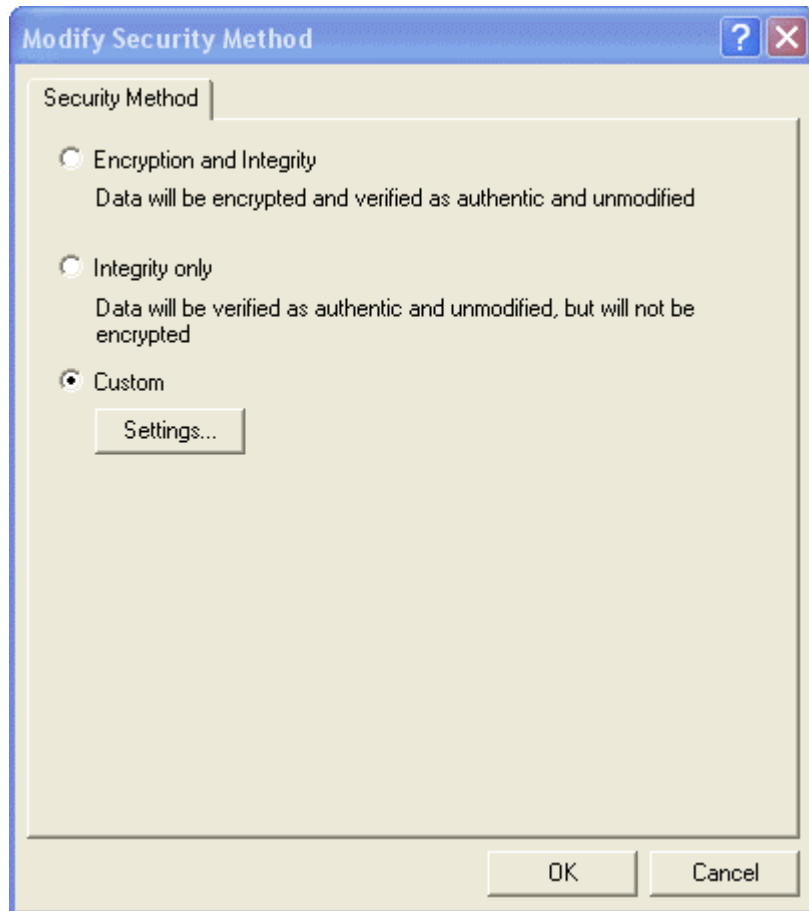 Modify Security Method
Security Method
Encryption and Integrity
Data will be encrypted and verified as authentic and unmodified
Integrity only
Data will be verified as authentic and unmodified, but will not be
encrypted
Custom
Settings...
OK
Cancel